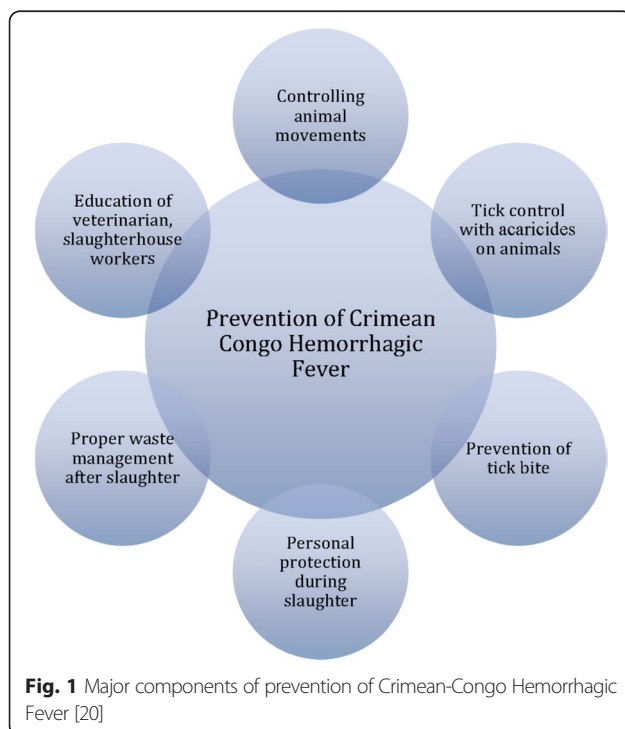 Controlling
animal
movements
Education of
veterinarian,
slaughterhouse
workers
Tick control
with acaricides
on animals
Prevention of Crimean
Congo Hemorrhagic
Fever
Proper waste
management
after slaughter
Prevention of
tick bite
Personal
protection
during
slaughter
Fig. 1 Major components of prevention of Crimean-Congo Hemorrhagic
Fever [20]